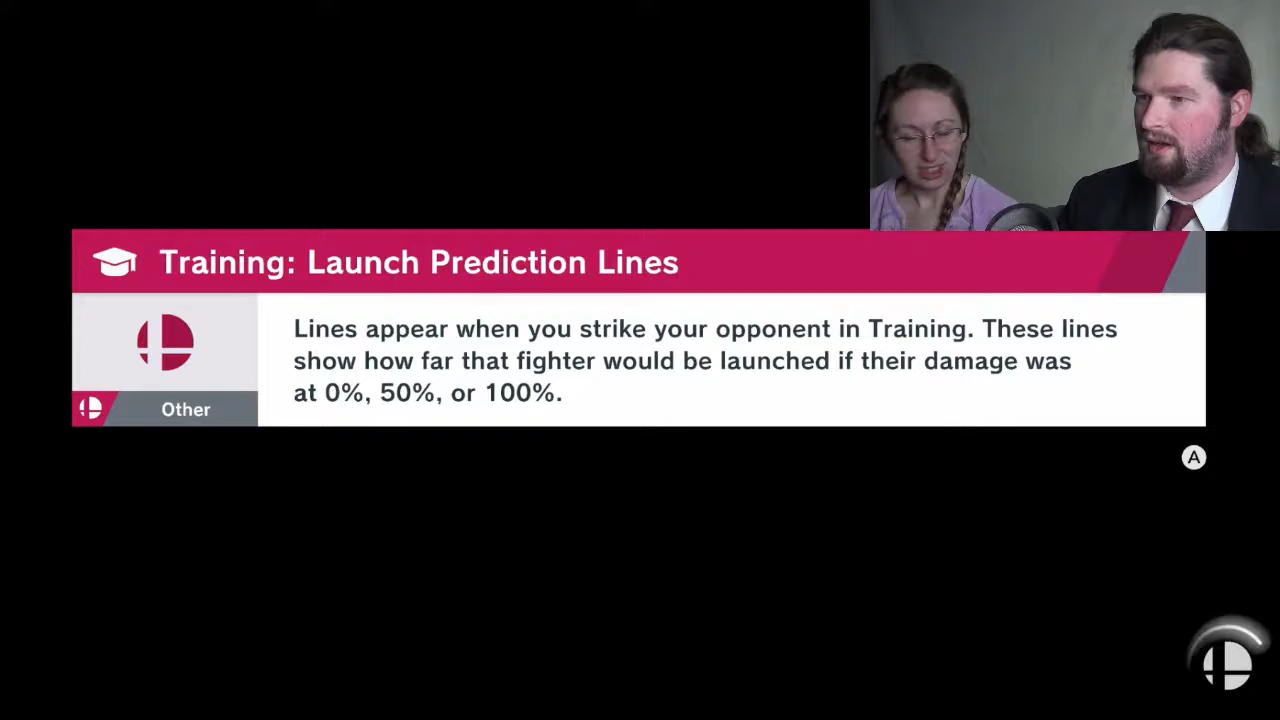 Training: Launch Prediction Lines
Lines appear when you strike your opponent in Training. These lines
show how far that fighter would be launched if their damage was
at 0%, 50%, or 100%.
Other
A